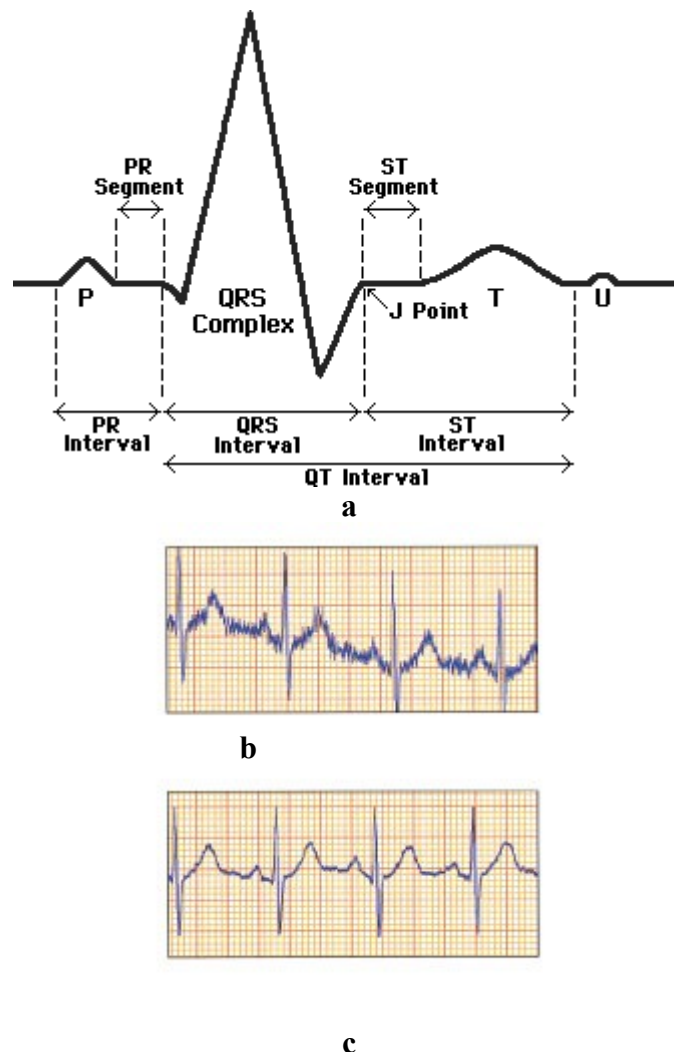 PR
Segment
ST
Segment
P
QRS
Complex
J Point
T
U
PR
Interval
QRS
Interval
ST
Interval
QT Interval
a
b
c